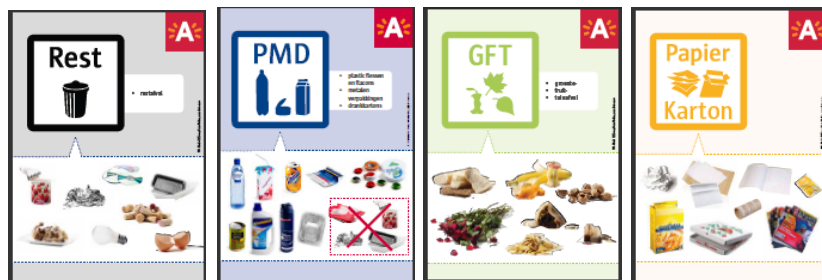 A
Rest
• restafval
A
PMD
• plastic flessen
en flacons
• metalen
verpakkingen
• drankkartons
A
GFT
• groente-
• fruit-
• tuinafval
A
Papier
Karton